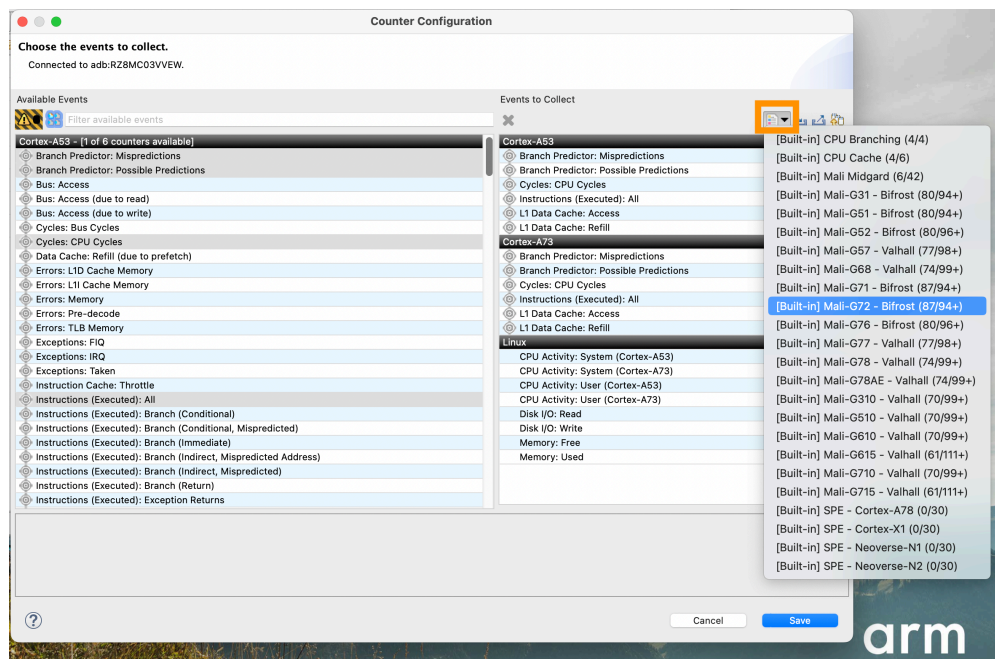 Counter Configuration
Choose the events to collect.
Connected to adb:RZ8MC03VVEW.
Available Events
Filter available events
Cortex-A53 - [1 of 6 counters available]
Branch Predictor: Mispredictions
Branch Predictor: Possible Predictions
Bus: Access
Bus: Access (due to read)
Bus: Access (due to write)
Cycles: Bus Cycles
Cycles: CPU Cycles
Data Cache: Refill (due to prefetch)
Errors: L1D Cache Memory
Errors: L1I Cache Memory
Errors: Memory
Errors: Pre-decode
Errors: TLB Memory
Exceptions: FIQ
Exceptions: IRQ
Exceptions: Taken
Instruction Cache: Throttle
Instructions (Executed): All
Instructions (Executed): Branch (Conditional)
Instructions (Executed): Branch (Conditional, Mispredicted)
Instructions (Executed): Branch (Immediate)
Instructions (Executed): Branch (Indirect, Mispredicted Address)
Instructions (Executed): Branch (Indirect, Mispredicted)
Instructions (Executed): Branch (Return)
Instructions (Executed): Exception Returns
Events to Collect
Cortex-A53
Branch Predictor: Mispredictions
Branch Predictor: Possible Predictions
Cycles: CPU Cycles
Instructions (Executed): All
L1 Data Cache: Access
L1 Data Cache: Refill
Cortex-A73
Branch Predictor: Mispredictions
Branch Predictor: Possible Predictions
Cycles: CPU Cycles
Instructions (Executed): All
L1 Data Cache: Access
L1 Data Cache: Refill
Linux
CPU Activity: System (Cortex-A53)
CPU Activity: System (Cortex-A73)
CPU Activity: User (Cortex-A53)
CPU Activity: User (Cortex-A73)
Disk I/O: Read
Disk I/O: Write
Memory: Free
Memory: Used
[Built-in] CPU Branching (4/4)
[Built-in] CPU Cache (4/6)
[Built-in] Mali Midgard (6/42)
[Built-in] Mali-G31 - Bifrost (80/94+)
[Built-in] Mali-G51 - Bifrost (80/94+)
[Built-in] Mali-G52 - Bifrost (80/96+)
[Built-in] Mali-G57 - Valhall (77/98+)
[Built-in] Mali-G68 - Valhall (74/99+)
[Built-in] Mali-G71 - Bifrost (87/94+)
[Built-in] Mali-G72 - Bifrost (87/94+)
[Built-in] Mali-G76 - Bifrost (80/96+)
[Built-in] Mali-G77 - Valhall (77/98+)
[Built-in] Mali-G78 - Valhall (74/99+)
[Built-in] Mali-G78AE - Valhall (74/99+)
[Built-in] Mali-G310 - Valhall (70/99+)
[Built-in] Mali-G510 - Valhall (70/99+)
[Built-in] Mali-G610 - Valhall (70/99+)
[Built-in] Mali-G615 - Valhall (61/111+)
[Built-in] Mali-G710 - Valhall (70/99+)
[Built-in] Mali-G715 - Valhall (61/111+)
[Built-in] SPE - Cortex-A78 (0/30)
[Built-in] SPE - Cortex-X1 (0/30)
[Built-in] SPE - Neoverse-N1 (0/30)
[Built-in] SPE - Neoverse-N2 (0/30)
?
Cancel
Save
arm